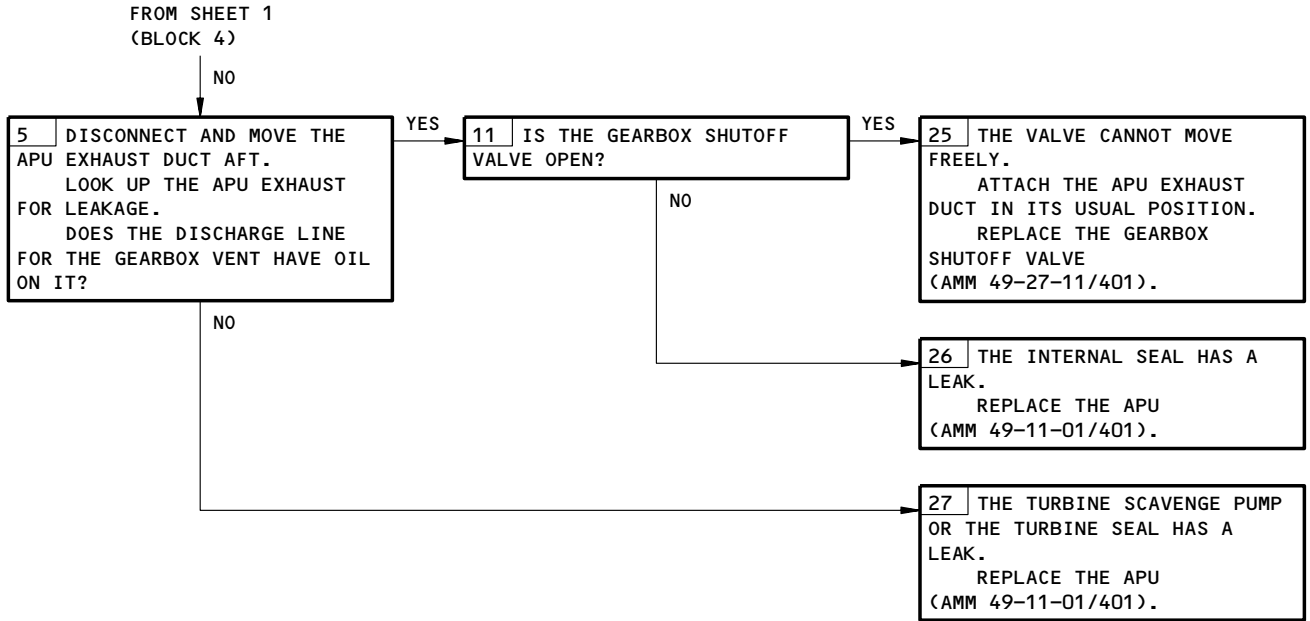 FROM SHEET 1
(BLOCK 4)
NO
5 DISCONNECT AND MOVE THE
APU EXHAUST DUCT AFT.
LOOK UP THE APU EXHAUST
FOR LEAKAGE.
DOES THE DISCHARGE LINE
FOR THE GEARBOX VENT HAVE OIL
ON IT?
YES
11 IS THE GEARBOX SHUTOFF
VALVE OPEN?
YES
25 THE VALVE CANNOT MOVE
FREELY.
ATTACH THE APU EXHAUST
DUCT IN ITS USUAL POSITION.
REPLACE THE GEARBOX
SHUTOFF VALVE
(AMM 49-27-11/401).
NO
26 THE INTERNAL SEAL HAS A
LEAK.
REPLACE THE APU
(AMM 49-11-01/401).
NO
27 THE TURBINE SCAVENGE PUMP
OR THE TURBINE SEAL HAS A
LEAK.
REPLACE THE APU
(AMM 49-11-01/401).